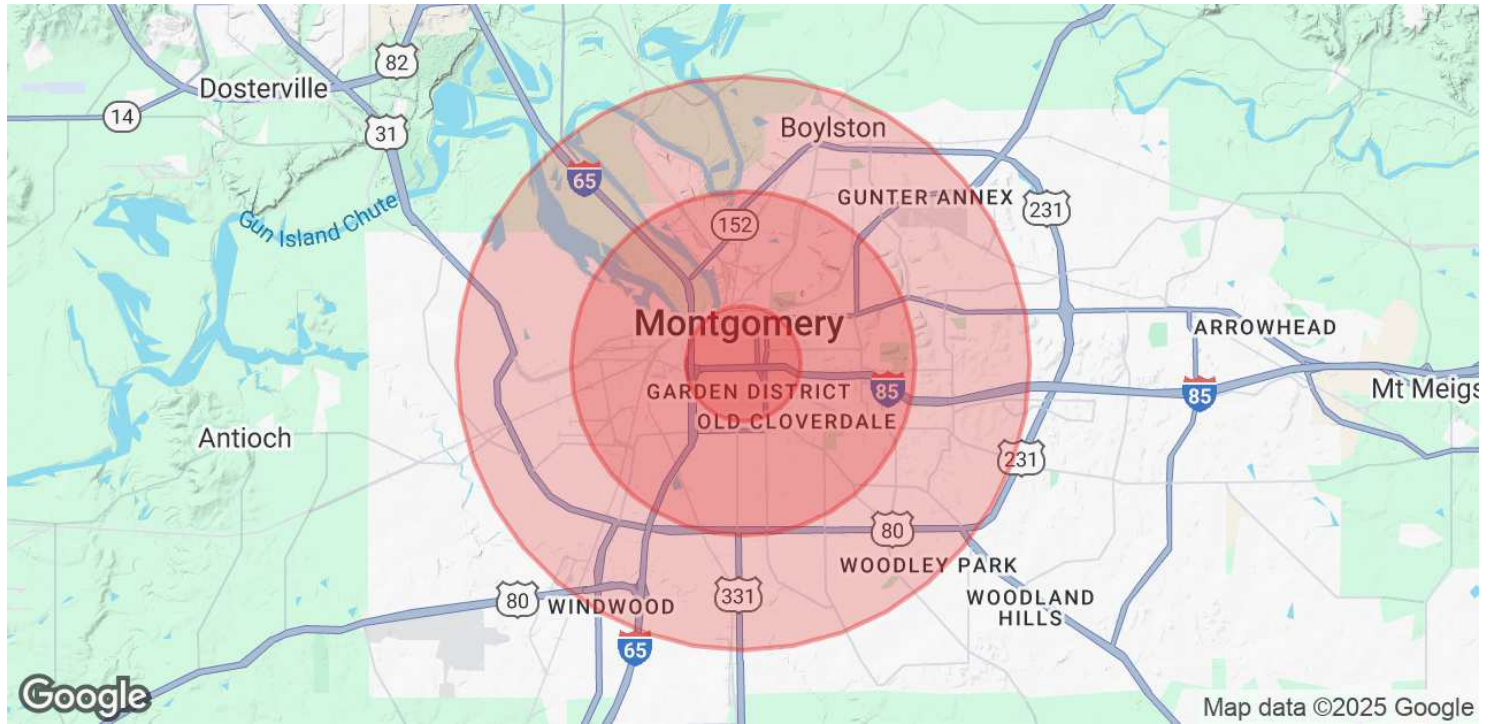 82
Dosterville
14
31
Boylston
65
Gun Island Chute
GUNTER ANNEX
231
152
Montgomery
ARROWHEAD
GARDEN DISTRICT
85
85
Mt Meigs
OLD CLOVERDALE
Antioch
231
80
WOODLEY PARK
80
WINDWOOD
331
WOODLAND
HILLS
65
Google
Map data ©2025 Google